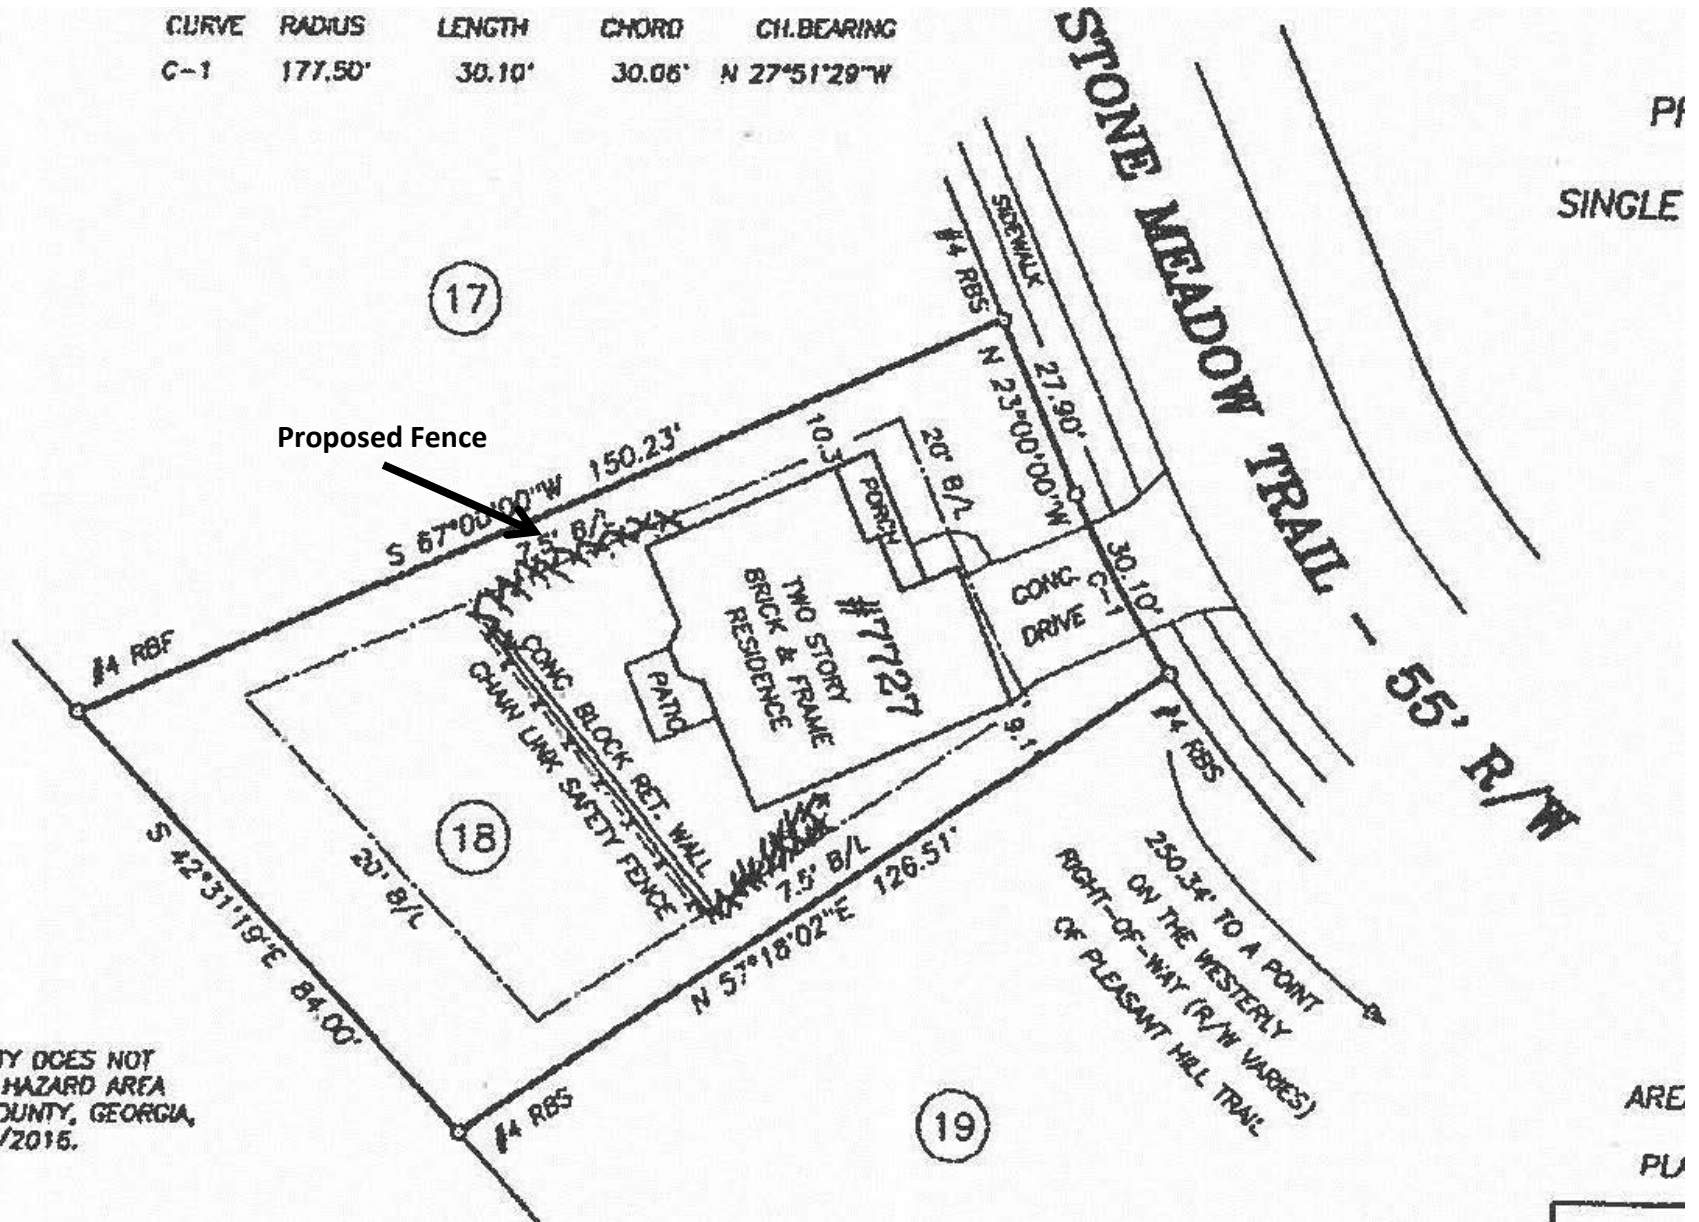 CURVE RADIUS LENGTH CHORD CH.BEARING
C-1 177.50' 30.10' 30.06' N 27°51'29"W
STONE MEADOW TRAIL - 55' R/W
SINGLE
SIDEWALK
#4 RBS
17
27.90'
N 23°00'00"W
Proposed Fence
150.23'
S 67°00'00"W
10.3
20' B/L
PORCH
7.5' B/L
30.10'
C-1
CONC.
DRIVE
#7727
TWO STORY
BRICK & FRAME
RESIDENCE
PATIO
#4 RBF
CONC. BLOCK RET. WALL
CHAIN LINK SAFETY FENCE
9.1'
#4 RBS
18
20' B/L
7.5' B/L
126.51'
N 57°18'02"E
S 42°31'19"E 84.00'
250.34' TO A POINT
ON THE WESTERLY
RIGHT-OF-WAY (R/W VARIES)
OF PLEASANT HILL TRAIL
#4 RBS
19
TY DOES NOT
HAZARD AREA
OUNTY, GEORGIA,
/2016.